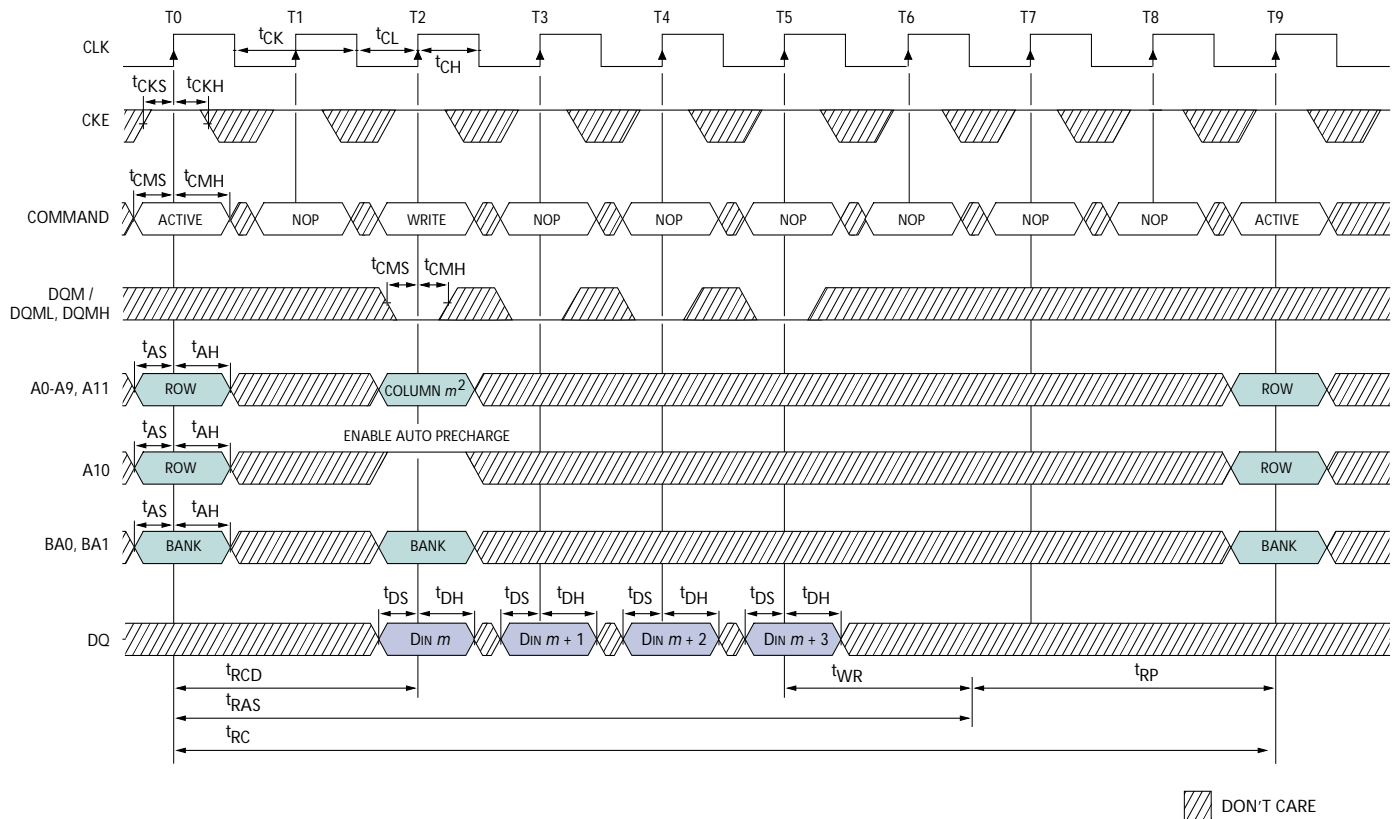 T0 T1 T2 T3 T4 T5 T6 T7 T8 T9
CLK tCK tCL tCH
tCKS tCKH
CKE
tCMS tCMH
COMMAND ACTIVE NOP WRITE NOP NOP NOP NOP NOP NOP ACTIVE
tCMS tCMH
DQM /
DQML, DQMH
tAS tAH
A0-A9, A11 ROW COLUMN m2 ROW
ENABLE AUTO PRECHARGE
tAS tAH
A10 ROW ROW
tAS tAH
BA0, BA1 BANK BANK BANK
tDS tDH tDS tDH tDS tDH tDS tDH
DQ DIN m DIN m + 1 DIN m + 2 DIN m + 3
tRCD tWR tRP
tRAS
tRC
DON'T CARE